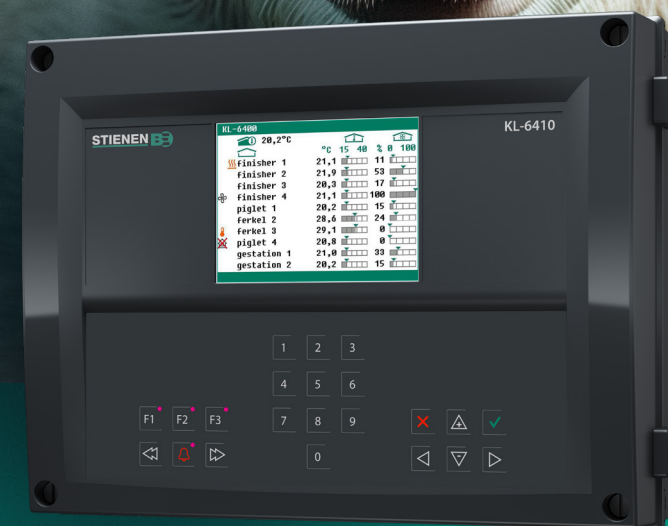 STIENEN BE
KL-6410
KL-6400
20,2°C
°C 15 40 % 0 100
finisher 1 21,1 11
finisher 2 21,9 53
finisher 3 20,3 17
finisher 4 21,1 100
piglet 1 20,2 15
ferkel 2 28,6 24
ferkel 3 29,1 0
piglet 4 20,8 0
gestation 1 21,0 33
gestation 2 20,2 15
1 2 3
4 5 6
F1 F2 F3 7 8 9
0